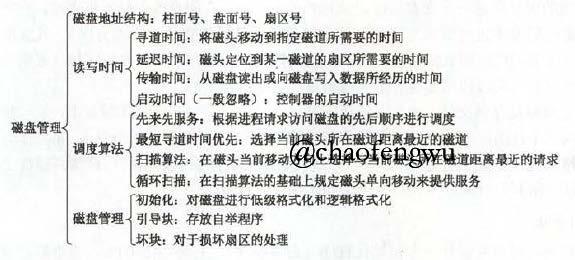 磁盘地址结构：柱面号、盘面号、扇区号
寻道时间：将磁头移动到指定磁道所需要的时间
读写时间
延迟时间：磁头定位到某一磁道的扇区所需要的时间
传输时间：从磁盘读出或向磁盘写入数据所经历的时间
启动时间（一般忽略）：控制器的启动时间
磁盘管理
先来先服务：根据进程请求访问磁盘的先后顺序进行调度
最短寻道时间优先：选择当前磁头所在磁道距离最近的磁道
调度算法
扫描算法：在磁头当前移动 磁道距离最近的请求
@chaofengwu
循环扫描：在扫描算法的基础上规定磁头单向移动来提供服务
初始化：对磁盘进行低级格式化和逻辑格式化
磁盘管理
引导块：存放自举程序
坏块：对于损坏扇区的处理